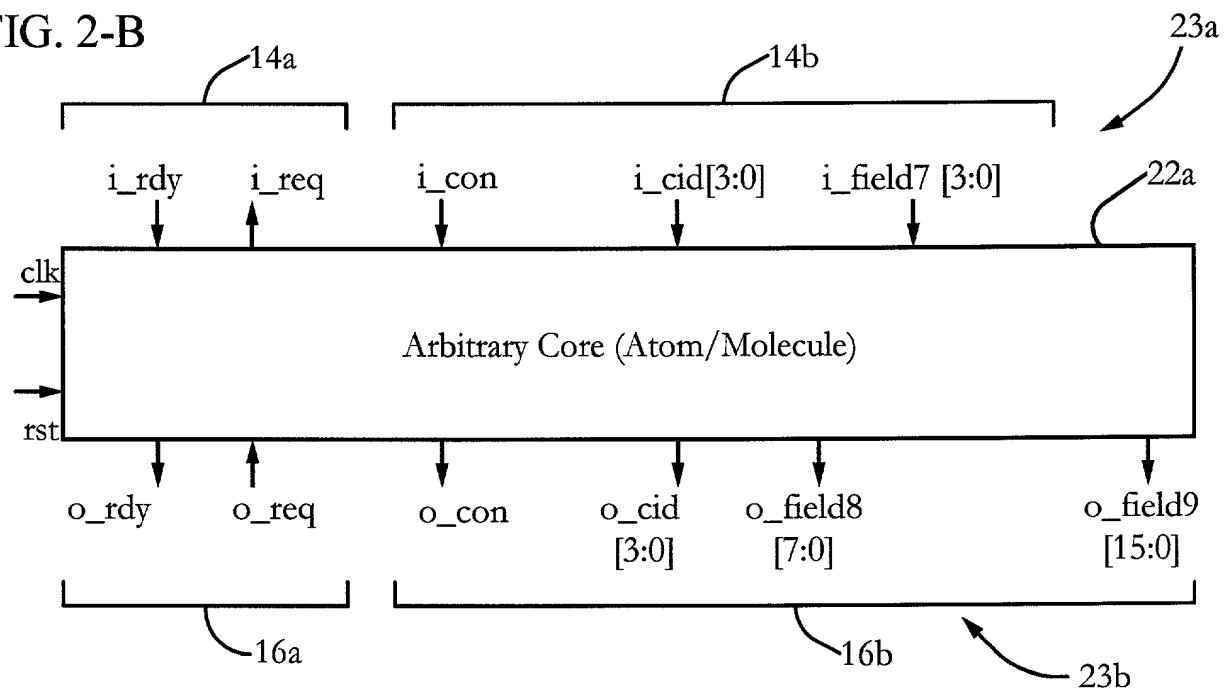 FIG. 2-B
23a
14a 14b
i_rdy i_req i_con i_cid[3:0] i_field7 [3:0]
22a
clk
Arbitrary Core (Atom/Molecule)
rst
o_rdy o_req o_con o_cid o_field8 o_field9
[3:0] [7:0] [15:0]
16a 16b
23b